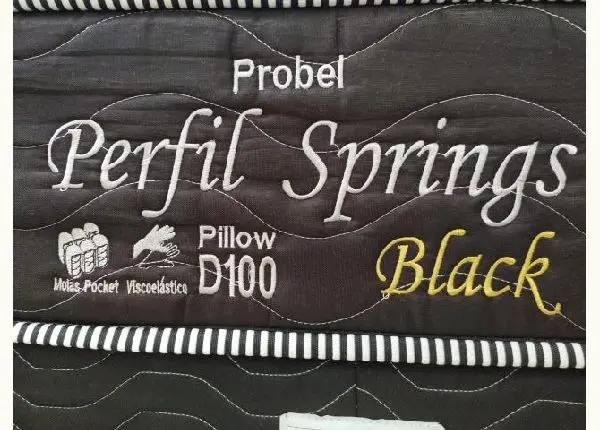 Probel
Perfil Springs
Pillow
D100
Molas Pocket Viscoelástico
Black